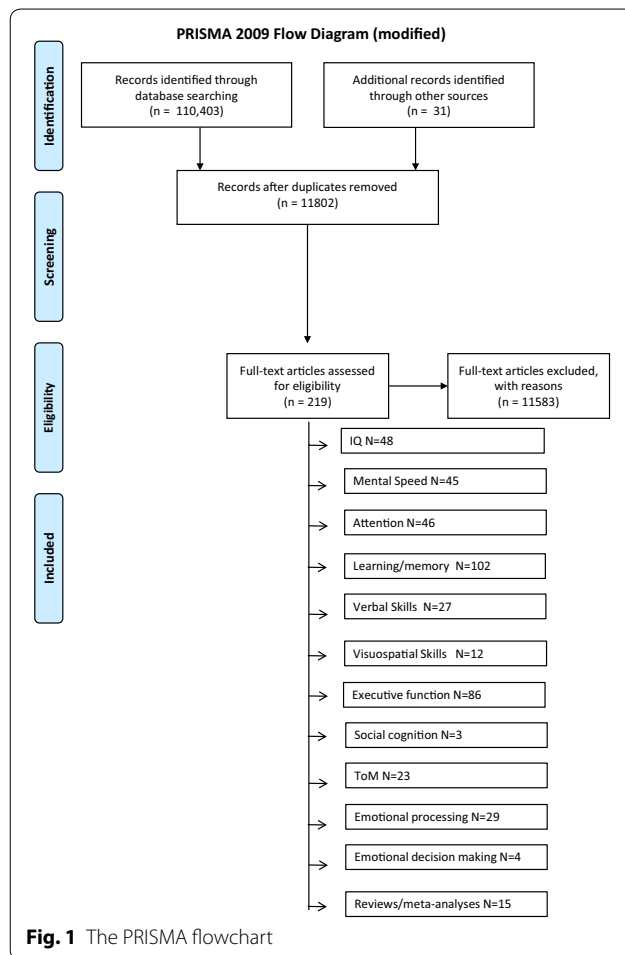 PRISMA 2009 Flow Diagram (modified)
Identification
Records identified through
database searching
(n = 110,403)
Additional records identified
through other sources
(n = 31)
Records after duplicates removed
(n = 11802)
Screening
Eligibility
Full-text articles assessed
for eligibility
(n = 219)
Full-text articles excluded,
with reasons
(n = 11583)
Included
IQ N=48
Mental Speed N=45
Attention N=46
Learning/memory N=102
Verbal Skills N=27
Visuospatial Skills N=12
Executive function N=86
Social cognition N=3
ToM N=23
Emotional processing N=29
Emotional decision making N=4
Reviews/meta-analyses N=15
Fig. 1 The PRISMA flowchart